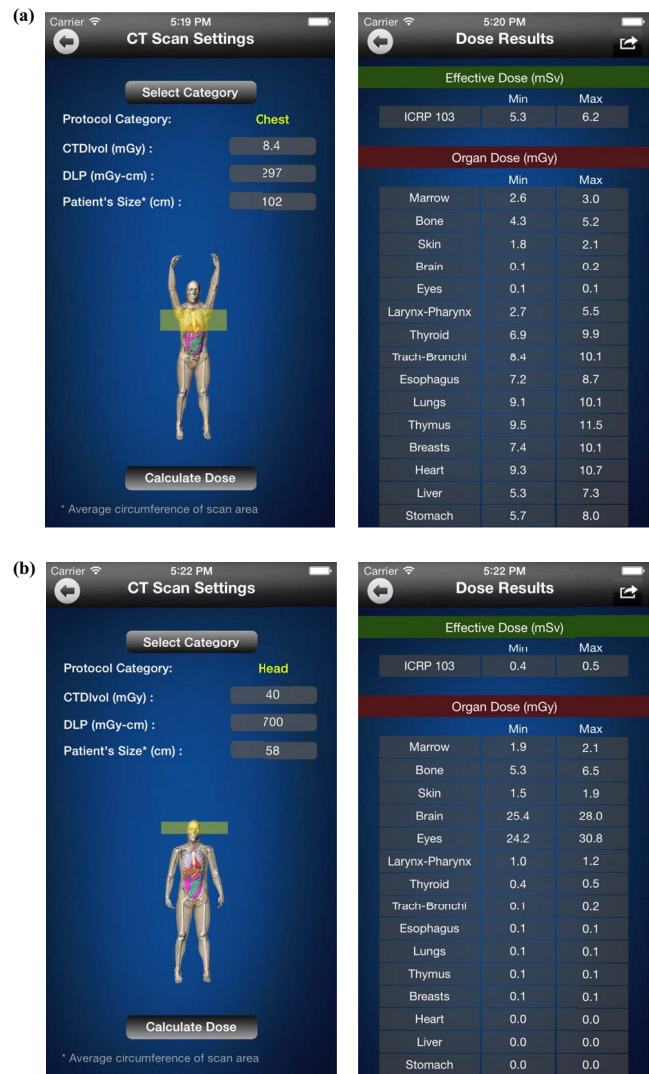 (a)
Carrier 5:19 PM
CT Scan Settings
Select Category
Protocol Category: Chest
CTDIvol (mGy) : 8.4
DLP (mGy-cm) : 297
Patient's Size* (cm) : 102
Calculate Dose
* Average circumference of scan area
Carrier 5:20 PM
Dose Results
Effective Dose (mSv)
Min Max
ICRP 103 5.3 6.2
Organ Dose (mGy)
Min Max
Marrow 2.6 3.0
Bone 4.3 5.2
Skin 1.8 2.1
Brain 0.1 0.2
Eyes 0.1 0.1
Larynx-Pharynx 2.7 5.5
Thyroid 6.9 9.9
Trach-Bronchi 8.4 10.1
Esophagus 7.2 8.7
Lungs 9.1 10.1
Thymus 9.5 11.5
Breasts 7.4 10.1
Heart 9.3 10.7
Liver 5.3 7.3
Stomach 5.7 8.0
(b)
Carrier 5:22 PM
CT Scan Settings
Select Category
Protocol Category: Head
CTDIvol (mGy) : 40
DLP (mGy-cm) : 700
Patient's Size* (cm) : 58
Calculate Dose
* Average circumference of scan area
Carrier 5:22 PM
Dose Results
Effective Dose (mSv)
Min Max
ICRP 103 0.4 0.5
Organ Dose (mGy)
Min Max
Marrow 1.9 2.1
Bone 5.3 6.5
Skin 1.5 1.9
Brain 25.4 28.0
Eyes 24.2 30.8
Larynx-Pharynx 1.0 1.2
Thyroid 0.4 0.5
Trach-Bronchi 0.1 0.2
Esophagus 0.1 0.1
Lungs 0.1 0.1
Thymus 0.1 0.1
Breasts 0.1 0.1
Heart 0.0 0.0
Liver 0.0 0.0
Stomach 0.0 0.0